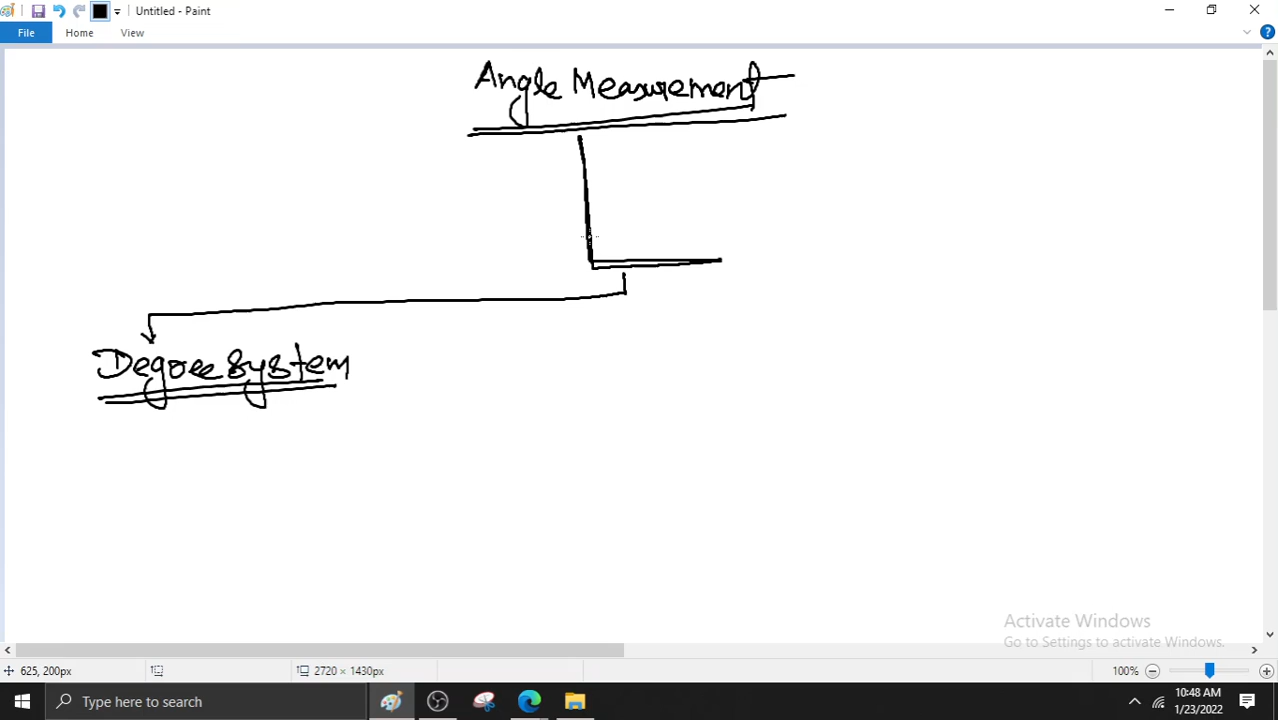 Untitled - Paint
File Home View
Angle Measurement
Degree System
Activate Windows
Go to Settings to activate Windows.
625, 200px
2720 × 1430px
100%
Type here to search
10:48 AM
1/23/2022